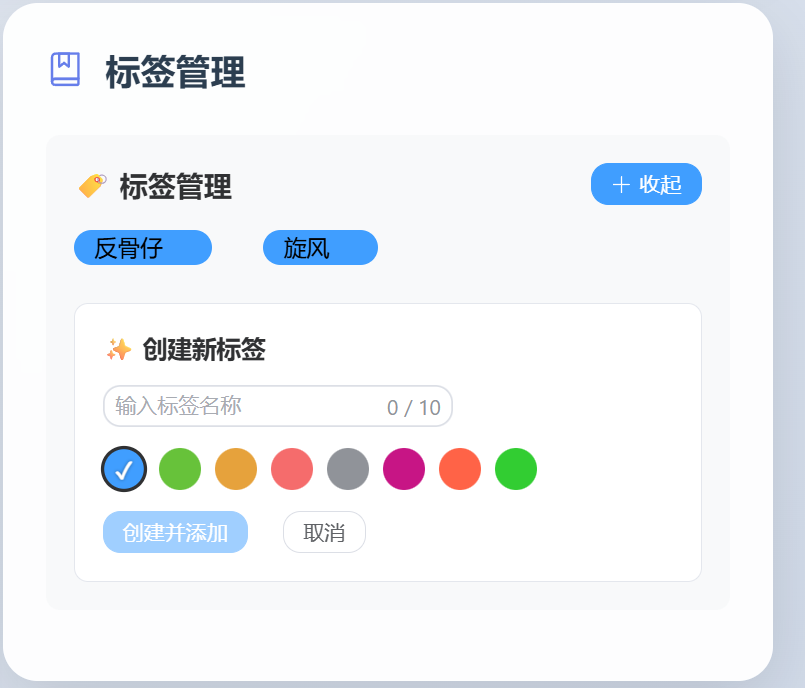 标签管理
标签管理
+ 收起
反骨仔 旋风
创建新标签
输入标签名称 0 / 10
创建并添加 取消